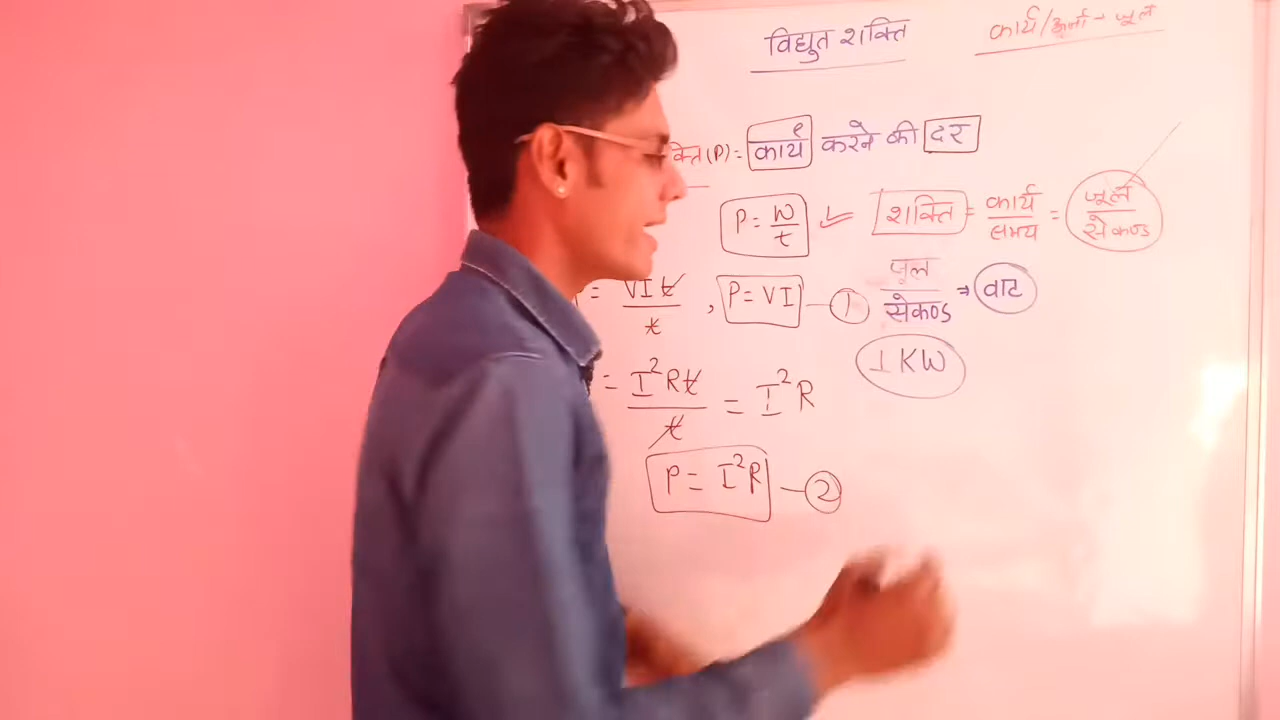 विद्युत शक्ति
कार्य/ऊर्जा → जूल
(P) = कार्य करने की दर
P = W/t ✓ शक्ति = कार्य/समय = जूल/सेकण्ड
= VIt/t , P = VI — 1 जूल/सेकण्ड → वाट
1 KW
= I²Rt/t = I²R
P = I²R — 2